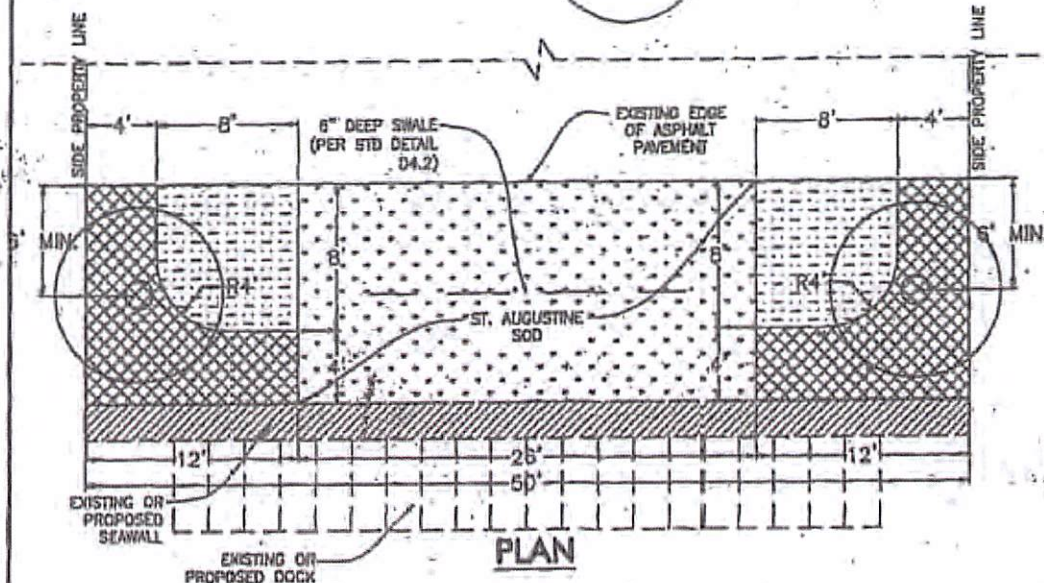 SIDE PROPERTY LINE
SIDE PROPERTY LINE
4'
8'
6" DEEP SWALE
(PER STD DETAIL
D4.2)
EXISTING EDGE
OF ASPHALT
PAVEMENT
8'
4'
6' MIN.
6' MIN
R4'
8'
8'
R4'
ST. AUGUSTINE
SOD
4'
4'
12'
26'
12'
50'
EXISTING OR
PROPOSED
SEAWALL
EXISTING OR
PROPOSED DOCK
PLAN